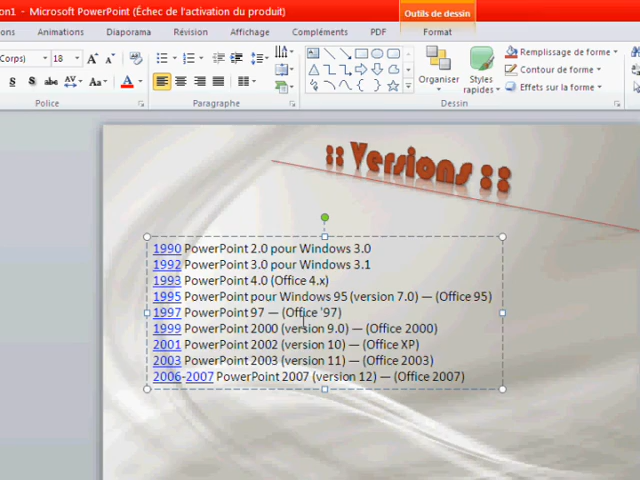 on1 - Microsoft PowerPoint (Échec de l'activation du produit)
Outils de dessin
Animations Diaporama Révision Affichage Compléments PDF Format
Corps) 18
Police Paragraphe Dessin
Organiser
Styles rapides
Remplissage de forme
Contour de forme
Effets sur la forme
:: Versions ::
1990 PowerPoint 2.0 pour Windows 3.0
1992 PowerPoint 3.0 pour Windows 3.1
1993 PowerPoint 4.0 (Office 4.x)
1995 PowerPoint pour Windows 95 (version 7.0) — (Office 95)
1997 PowerPoint 97 — (Office '97)
1999 PowerPoint 2000 (version 9.0) — (Office 2000)
2001 PowerPoint 2002 (version 10) — (Office XP)
2003 PowerPoint 2003 (version 11) — (Office 2003)
2006-2007 PowerPoint 2007 (version 12) — (Office 2007)